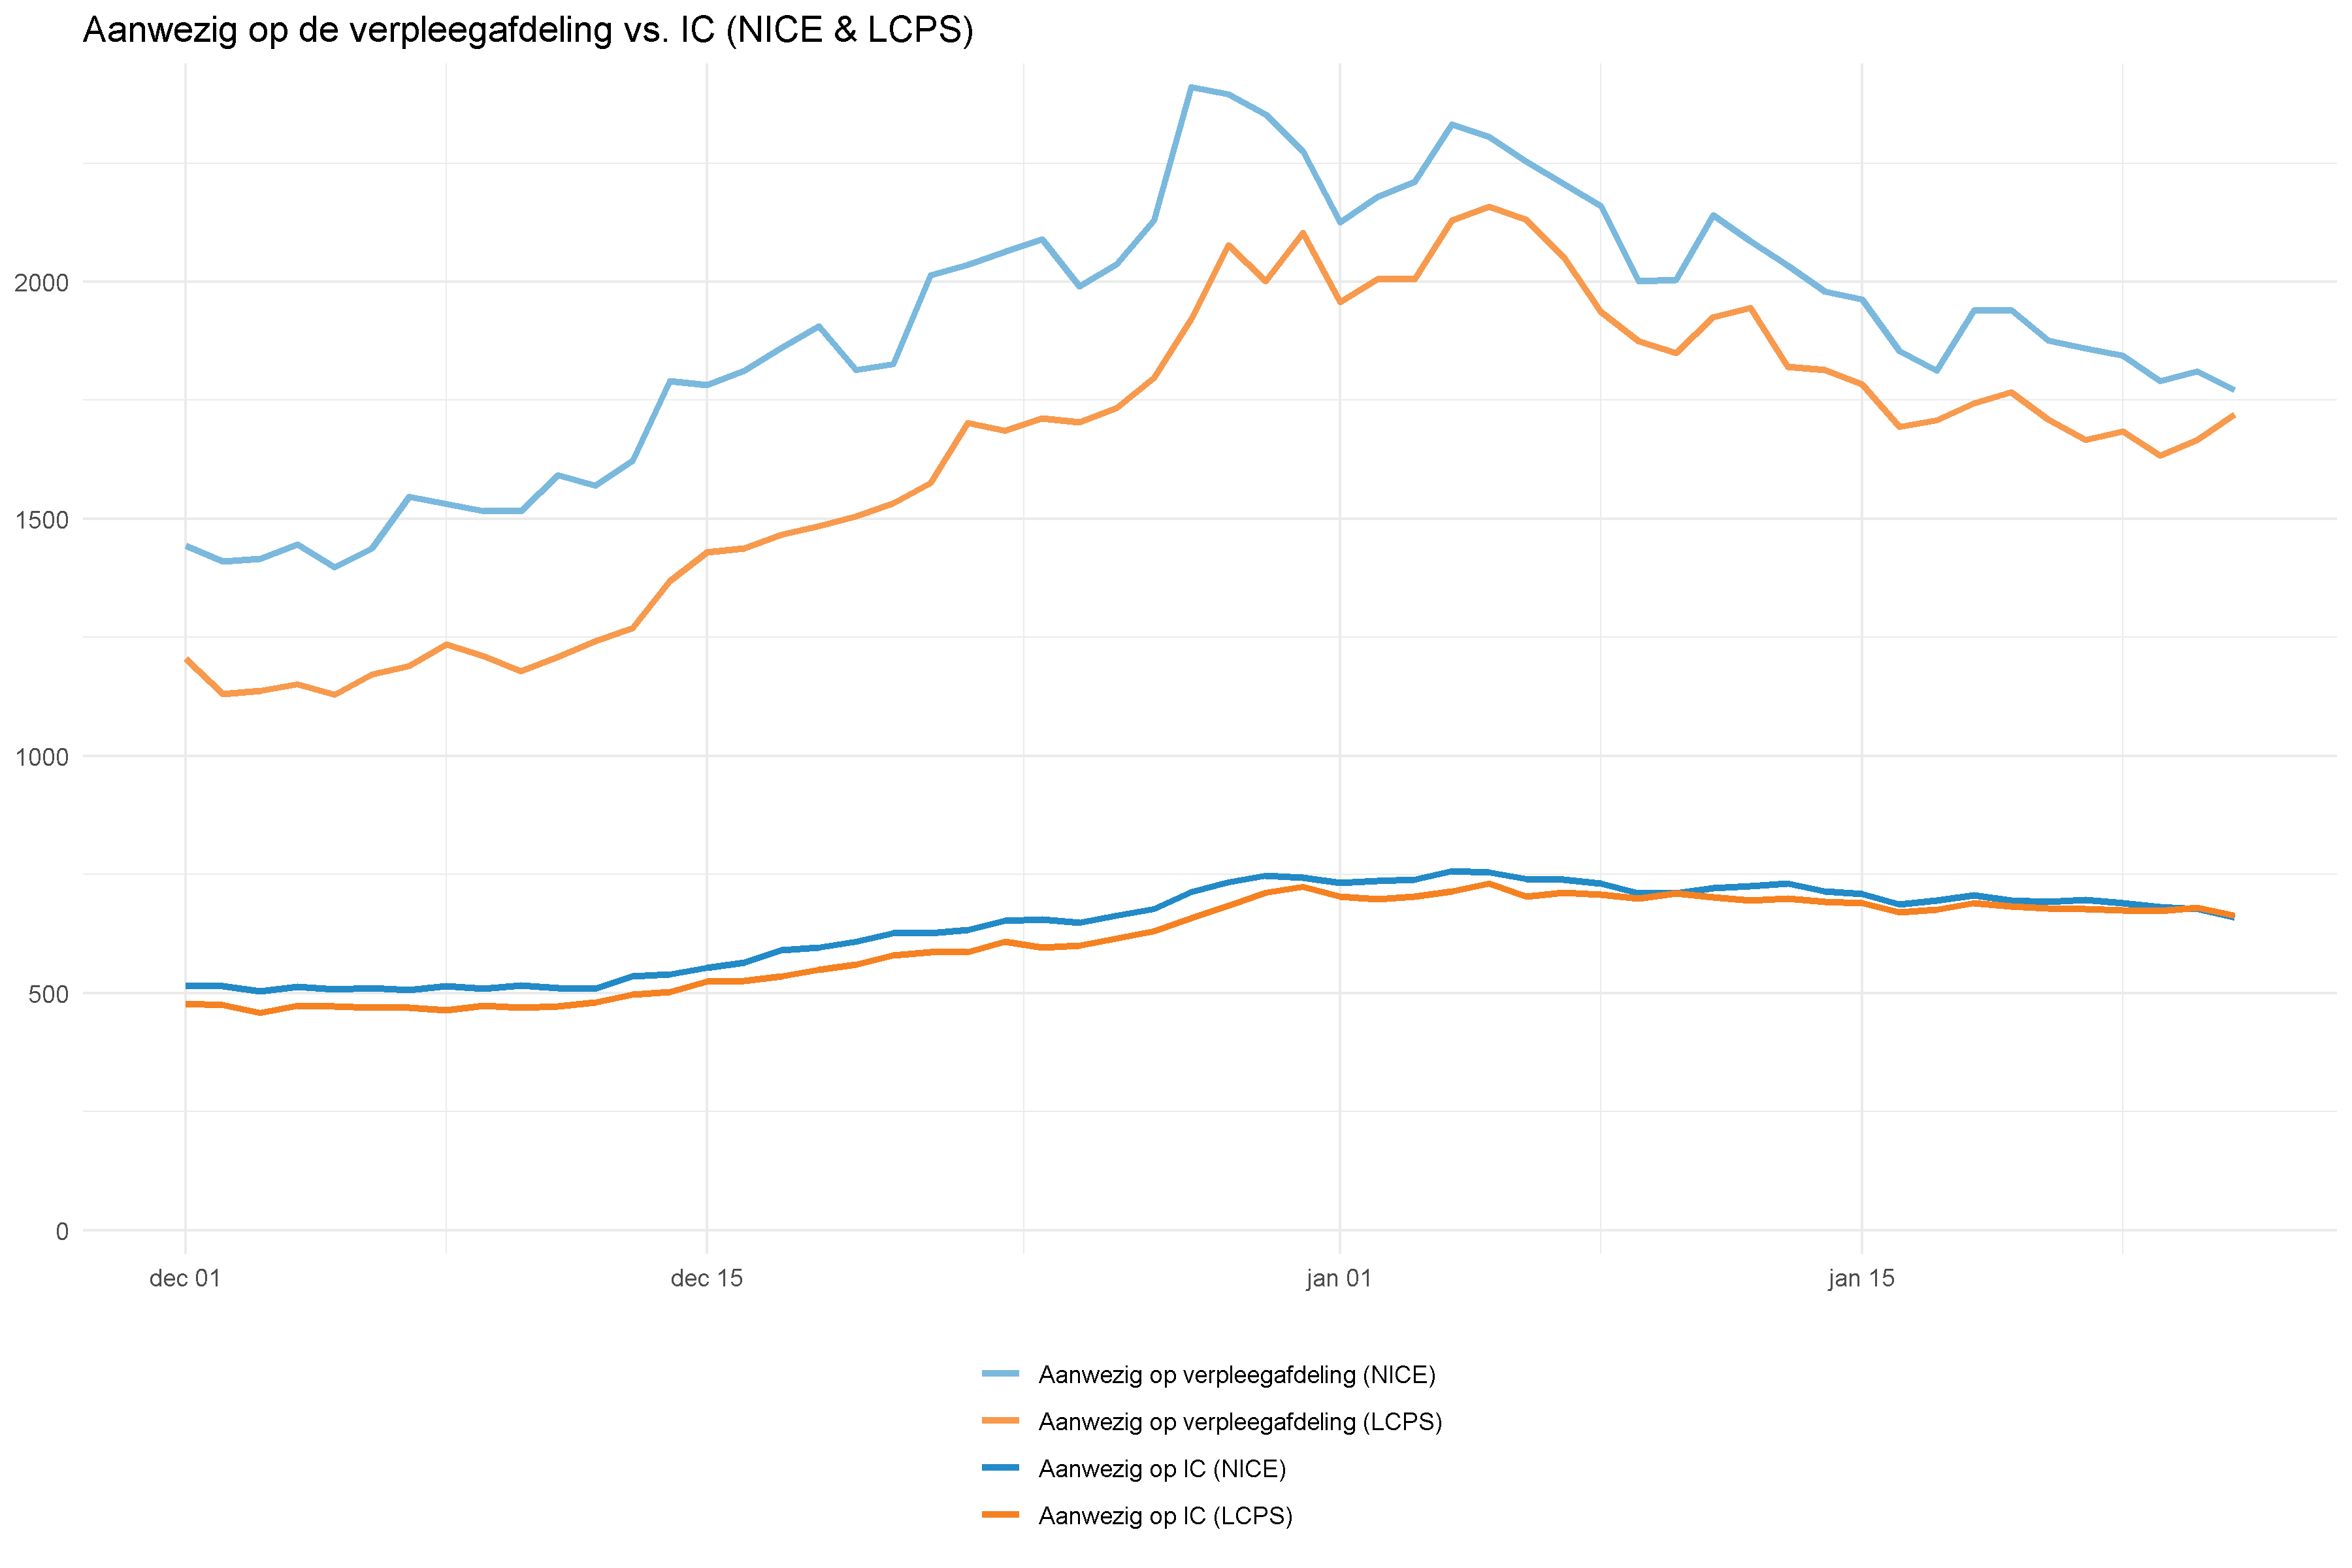 Aanwezig op de verpleegafdeling vs. IC (NICE & LCPS)
2000
1500
1000
500
0
dec 01
dec 15
jan 01
jan 15
Aanwezig op verpleegafdeling (NICE)
Aanwezig op verpleegafdeling (LCPS)
Aanwezig op IC (NICE)
Aanwezig op IC (LCPS)